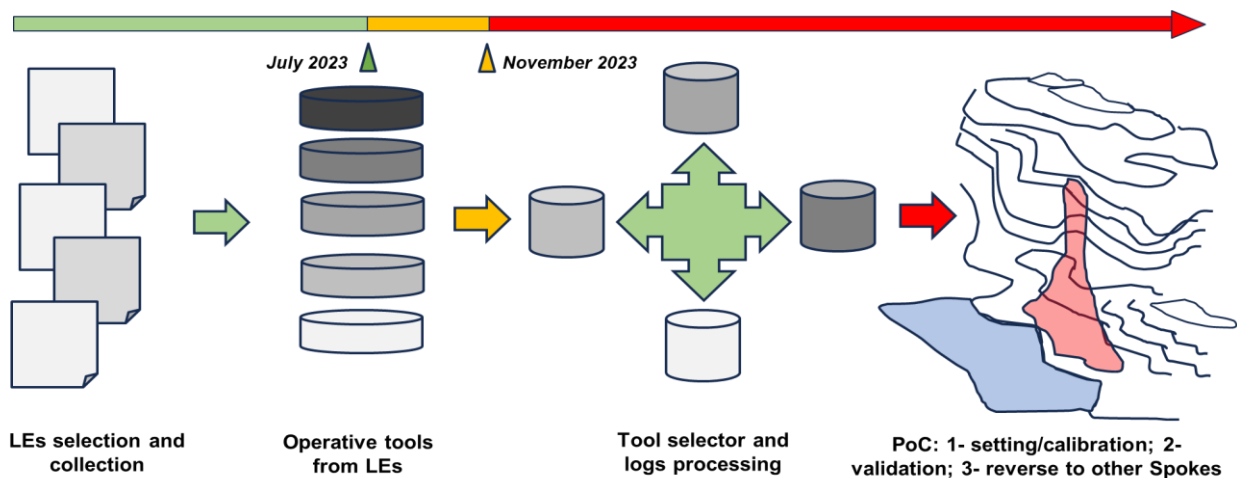 July 2023
November 2023
LEs selection and
collection
Operative tools
from LEs
Tool selector and
logs processing
PoC: 1- setting/calibration; 2-
validation; 3- reverse to other Spokes